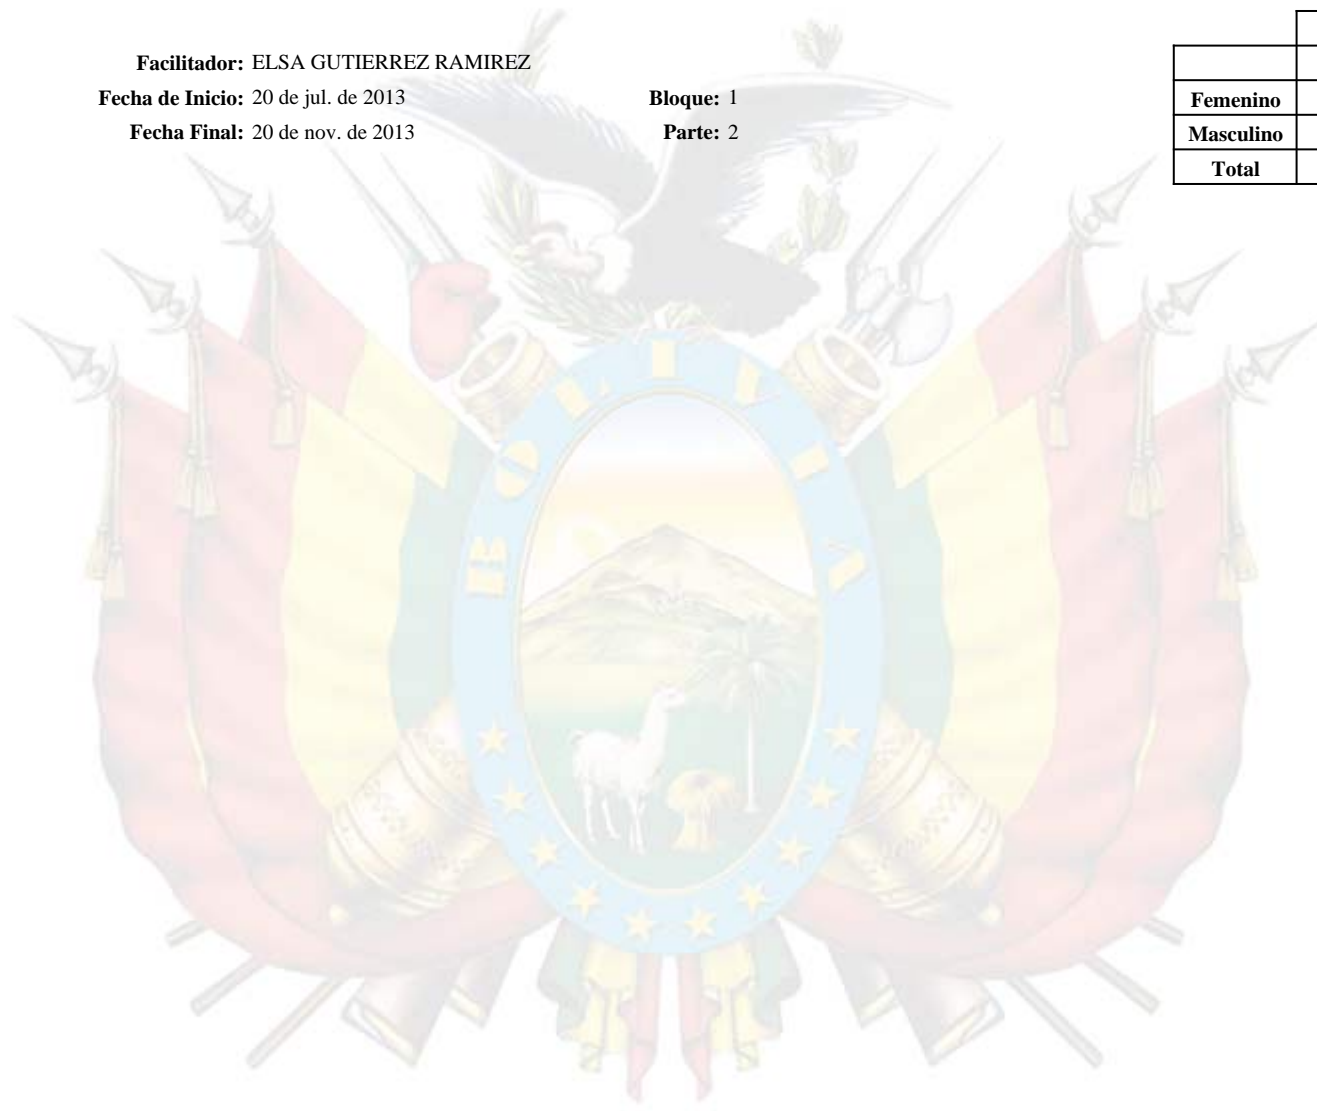 Facilitador: ELSA GUTIERREZ RAMIREZ
Fecha de Inicio: 20 de jul. de 2013 Bloque: 1
Fecha Final: 20 de nov. de 2013 Parte: 2
Femenino
Masculino
Total
BOLIVIA